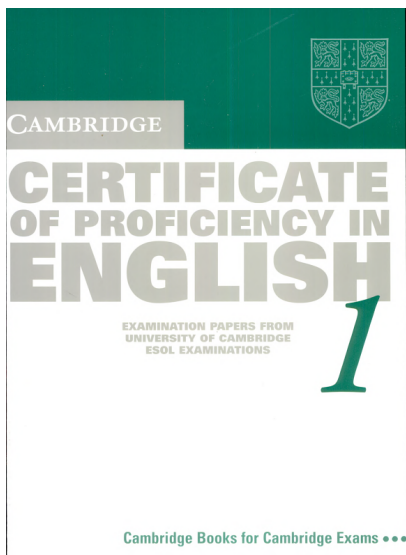 CAMBRIDGE
CERTIFICATE
OF PROFICIENCY IN
ENGLISH
1
EXAMINATION PAPERS FROM
UNIVERSITY OF CAMBRIDGE
ESOL EXAMINATIONS
Cambridge Books for Cambridge Exams •••